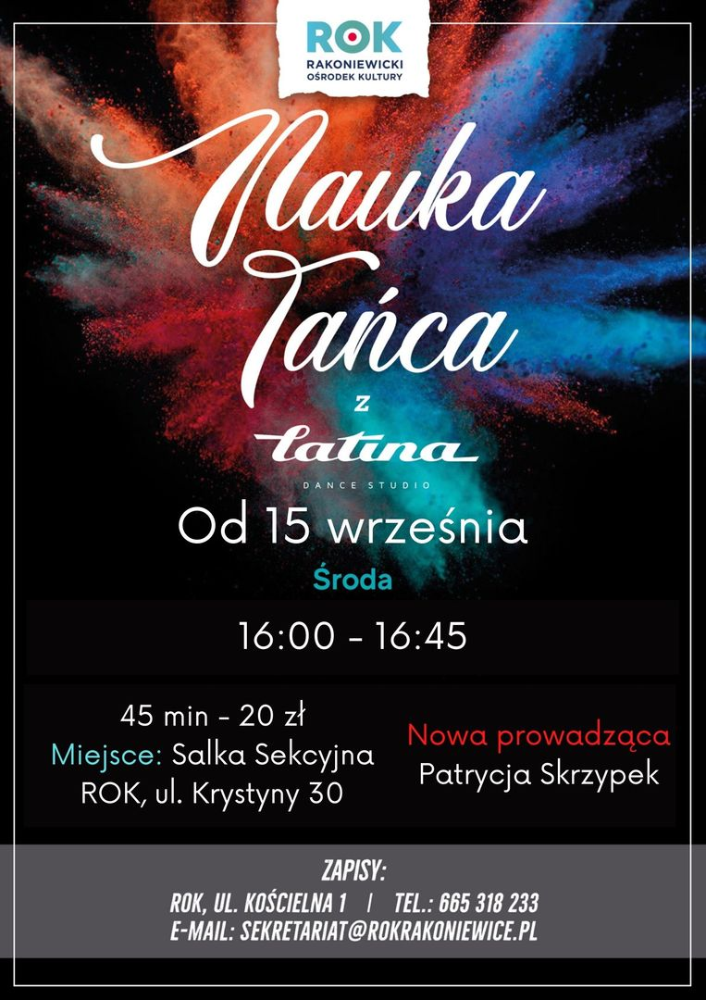 ROK
RAKONIEWICKI
OŚRODEK KULTURY
Nauka
Tańca
z
Latina
DANCE STUDIO
Od 15 września
Środa
16:00 - 16:45
45 min - 20 zł
Miejsce: Salka Sekcyjna
ROK, ul. Krystyny 30
Nowa prowadząca
Patrycja Skrzypek
ZAPISY:
ROK, UL. KOŚCIELNA 1 | TEL.: 665 318 233
E-MAIL: SEKRETARIAT@ROKRAKONIEWICE.PL